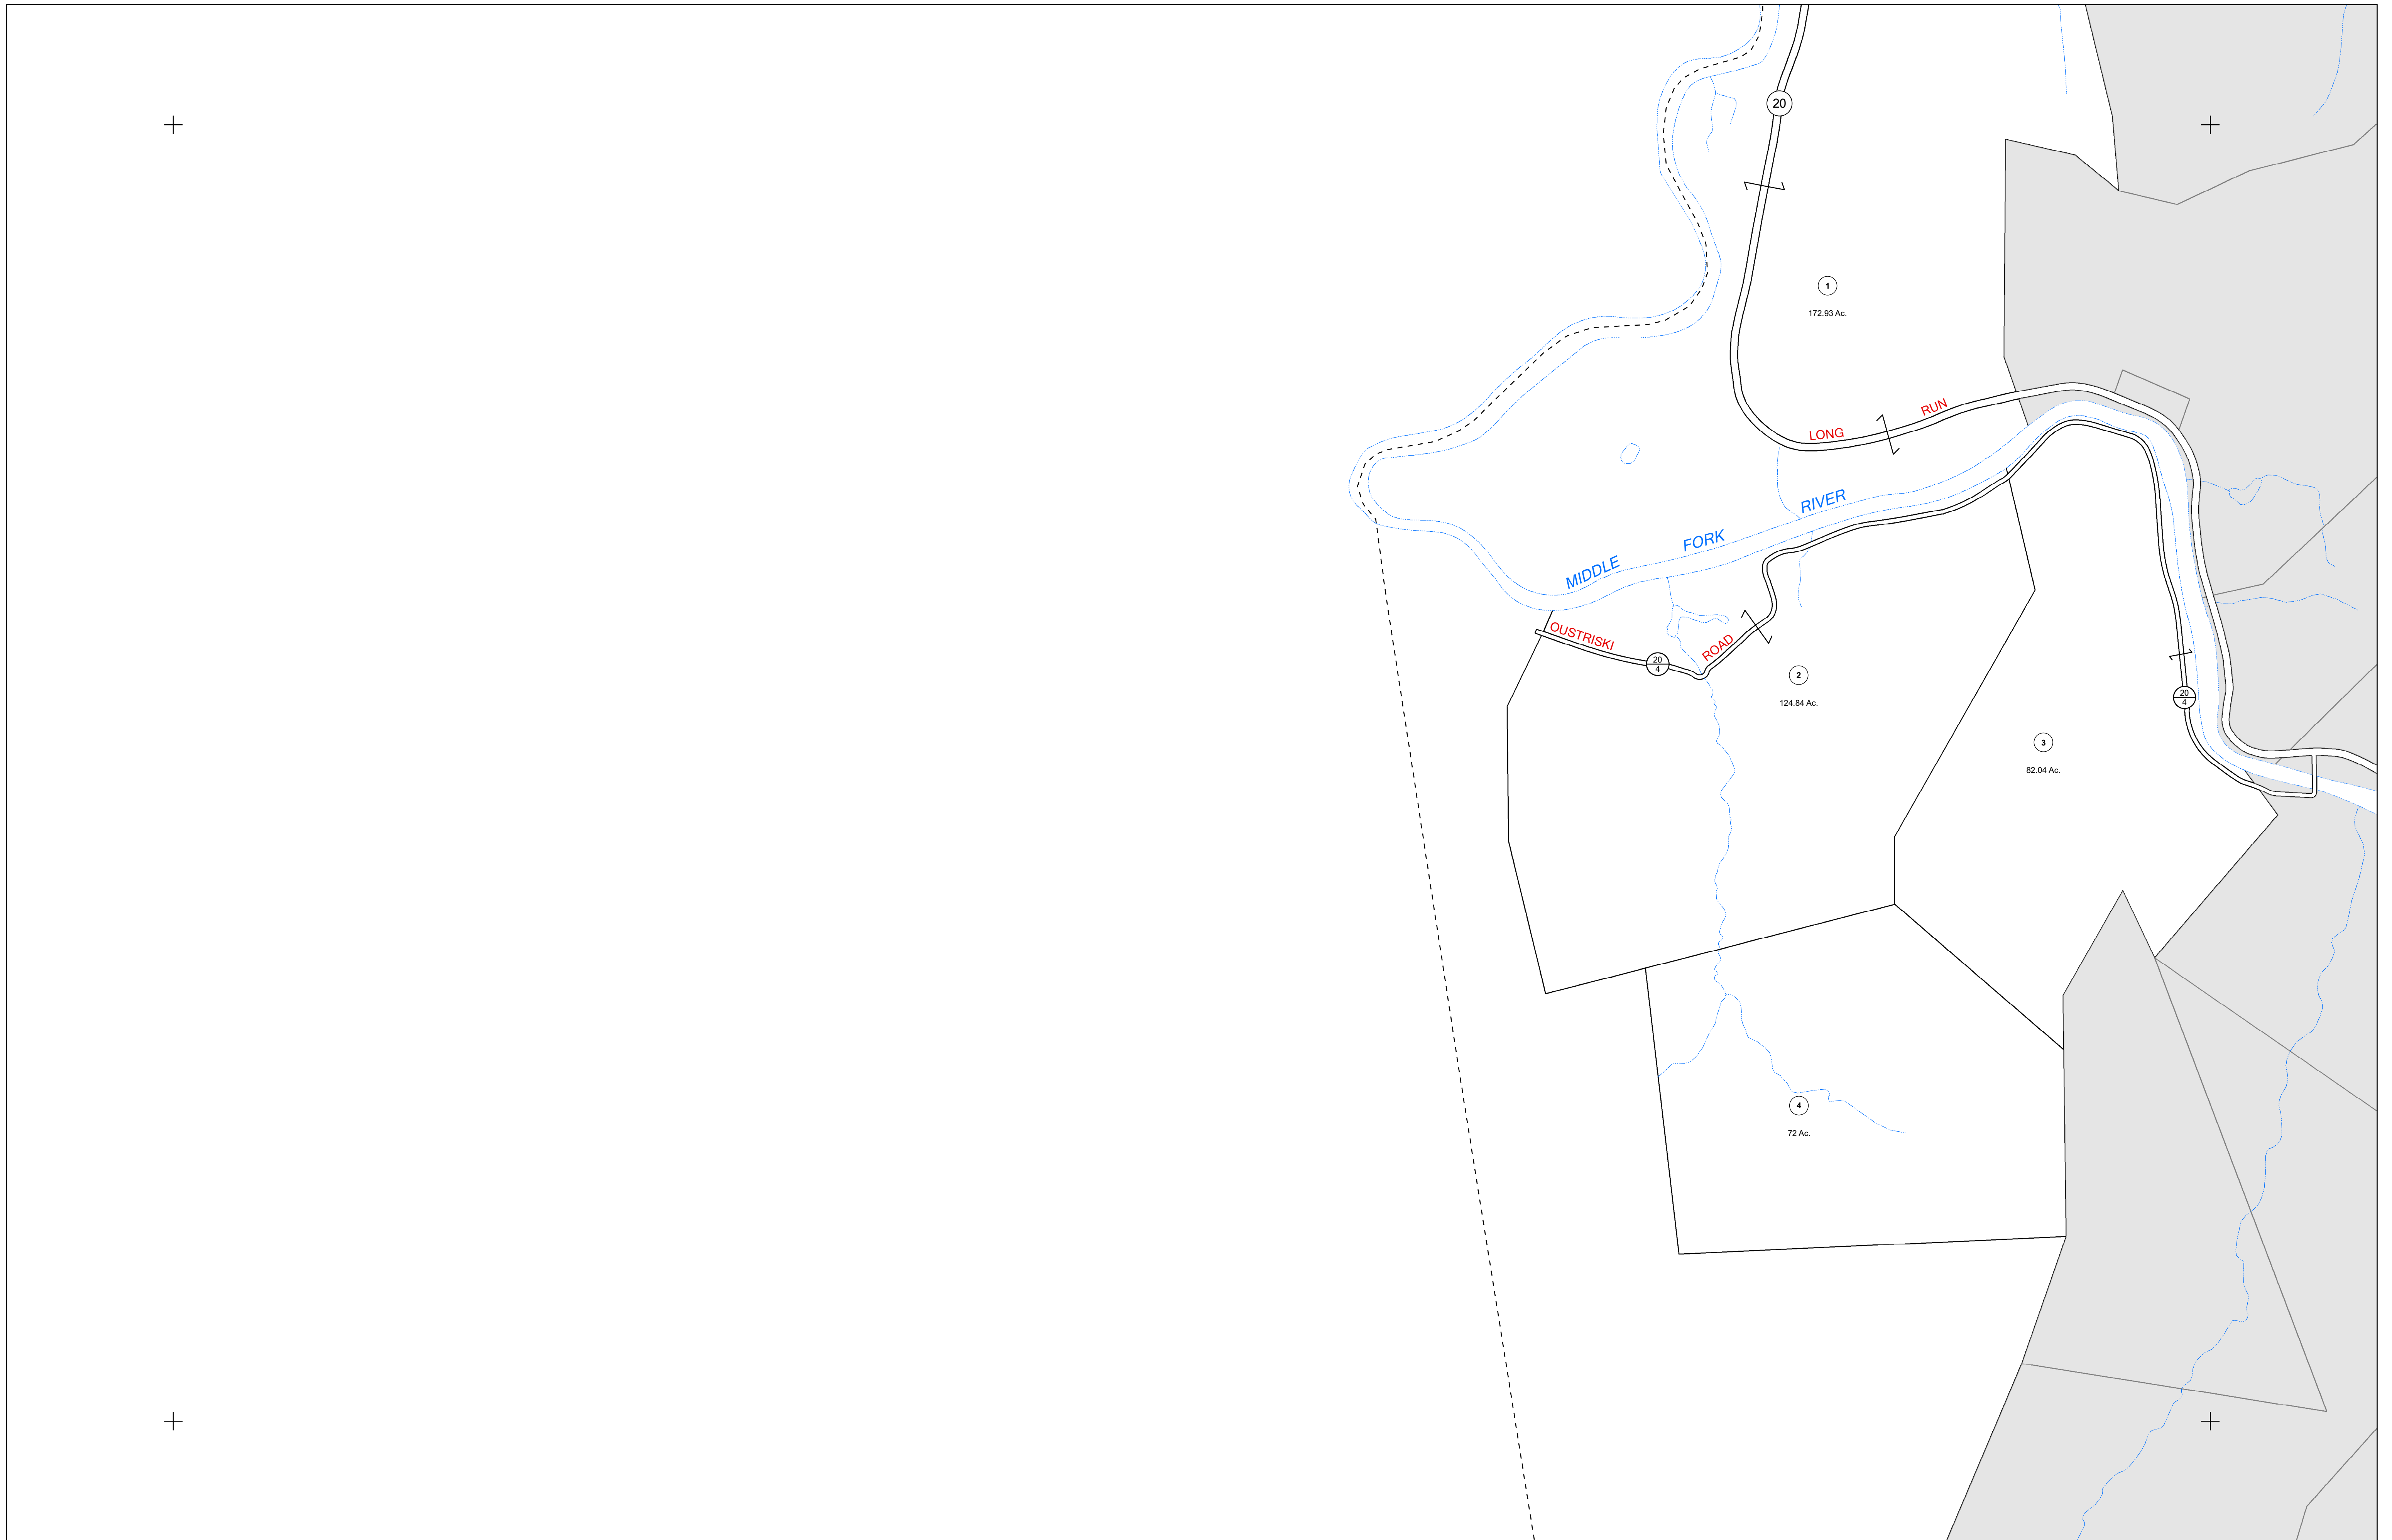 20
1
172.93 Ac.
LONG RUN
MIDDLE FORK RIVER
OUSTRISKI ROAD
20
4
2
124.84 Ac.
20
4
3
82.04 Ac.
4
72 Ac.